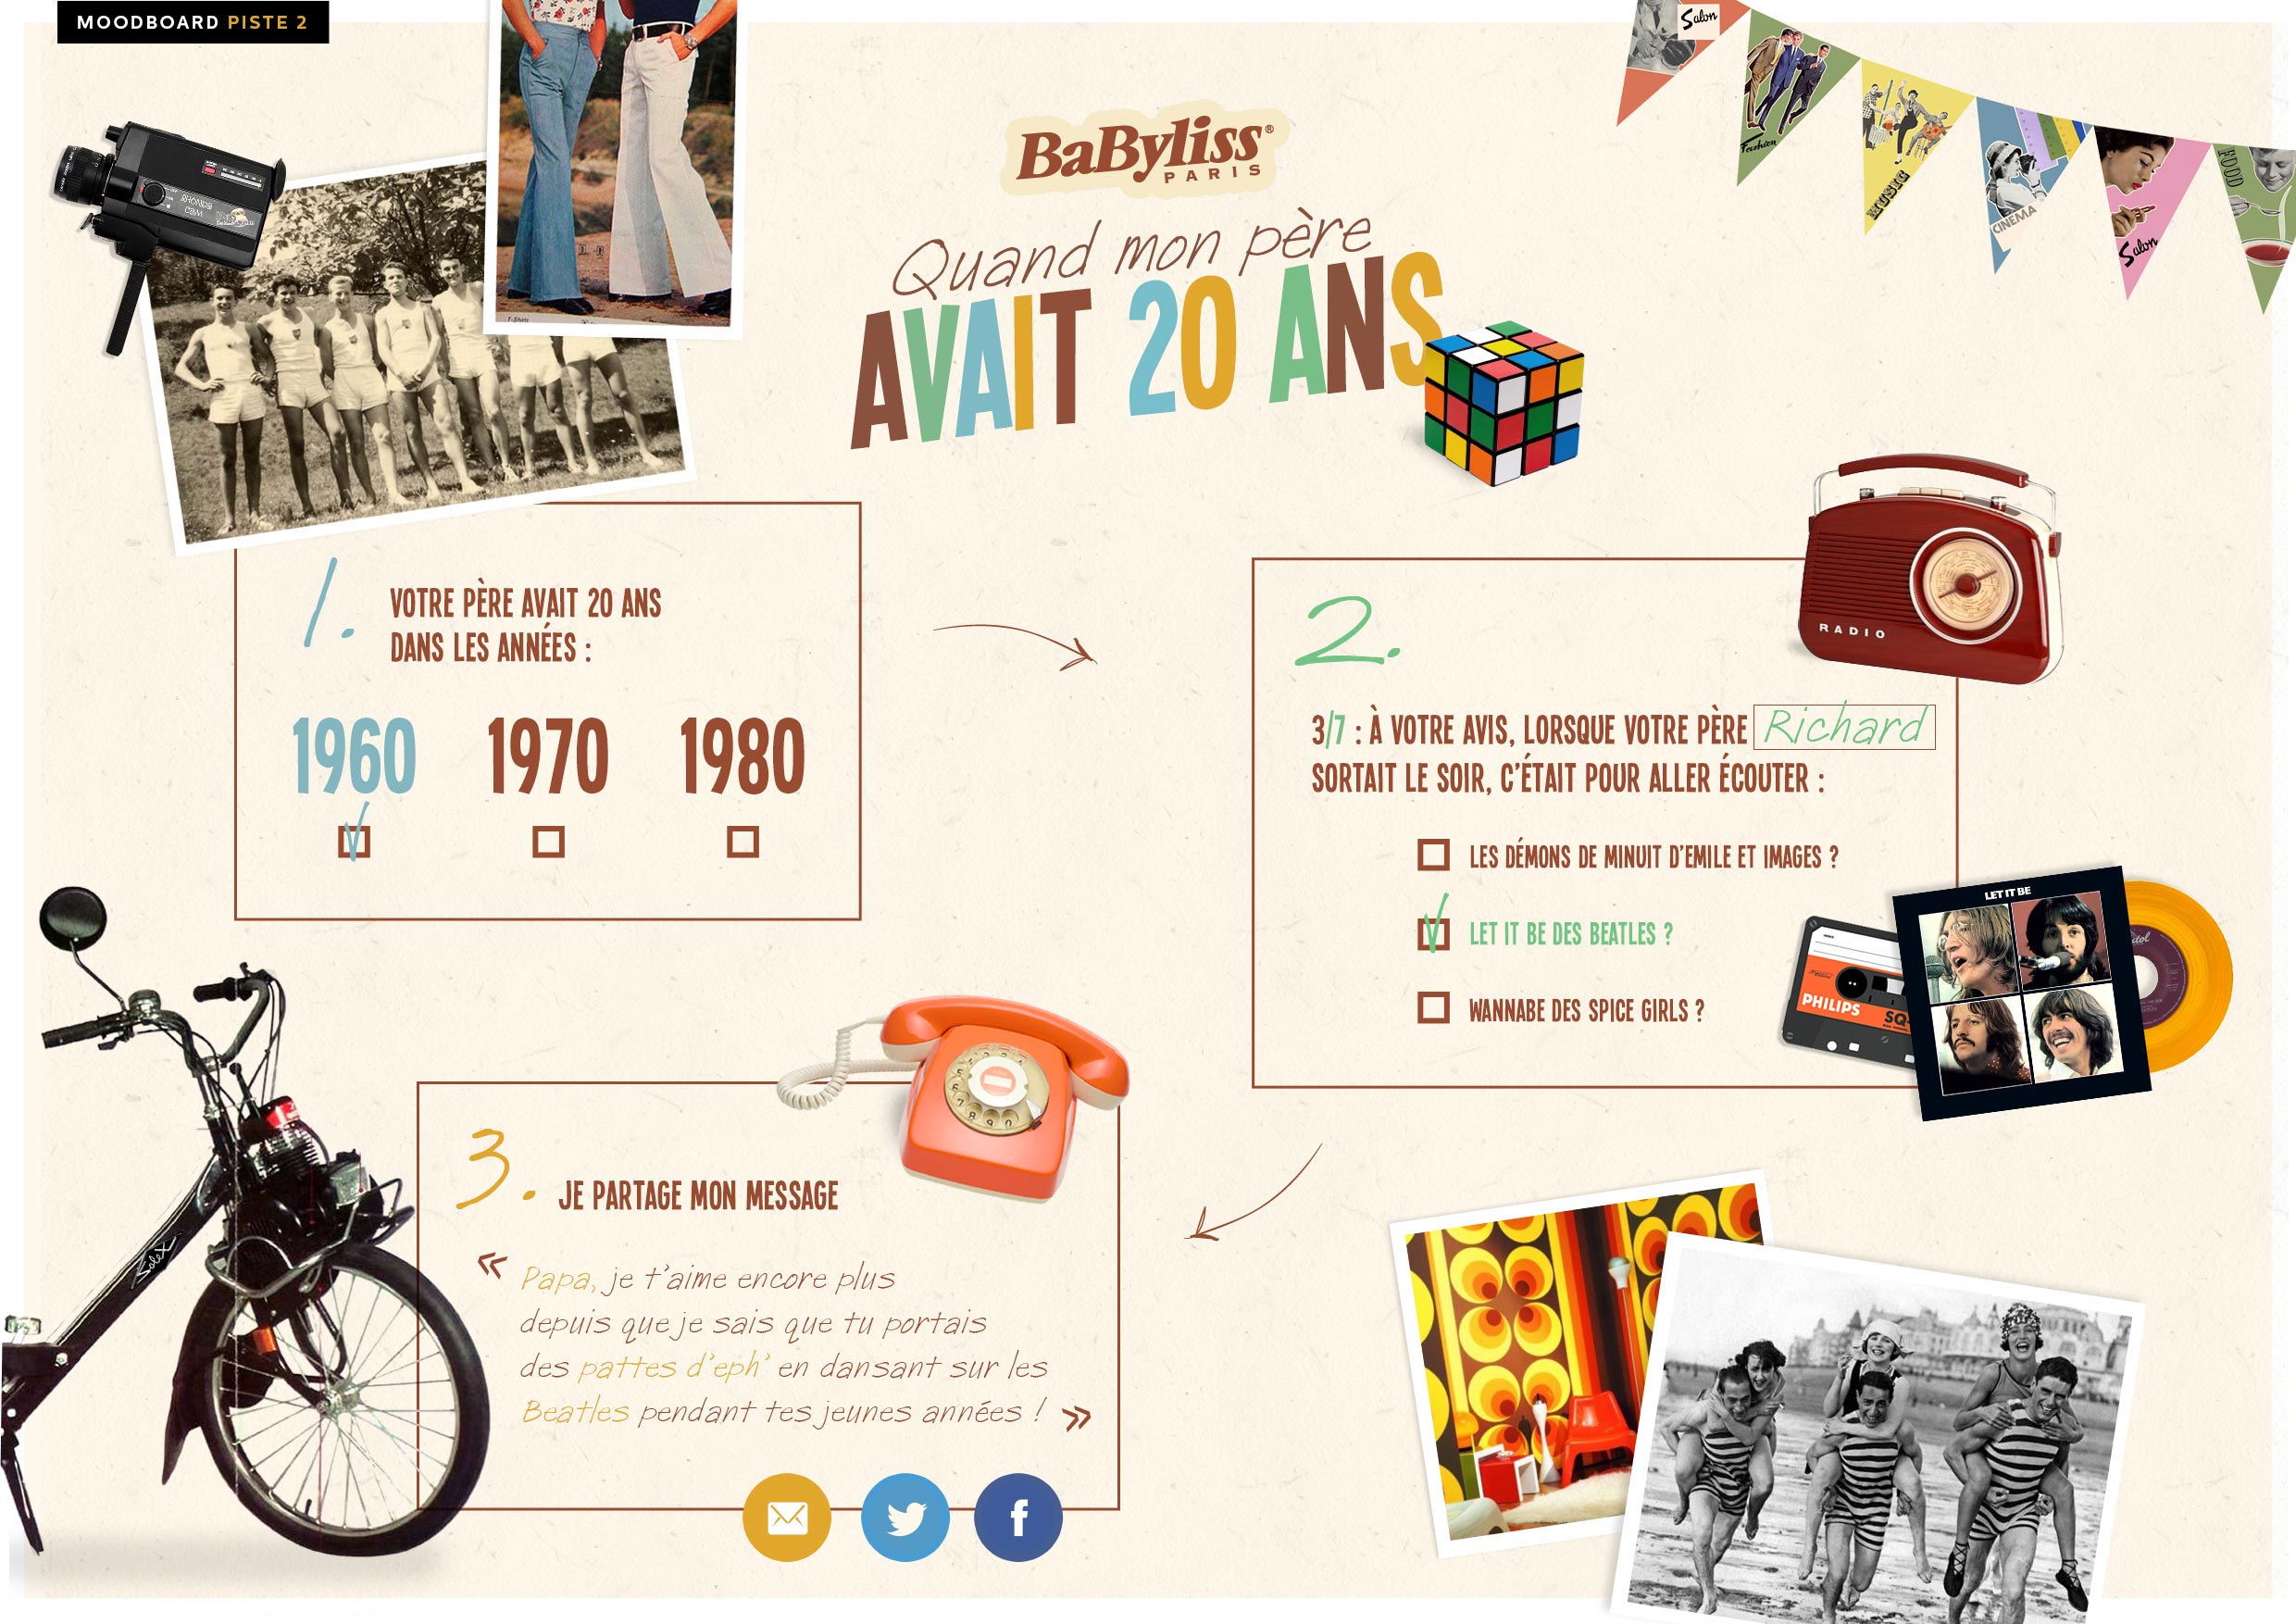 MOODBOARD PISTE 2
Salon
Fashion
MUSIC
CINEMA
Salon
FOOD
BaByliss®
PARIS
Quand mon père
AVAIT 20 ANS
T-Shirts
1.
VOTRE PÈRE AVAIT 20 ANS
DANS LES ANNÉES :
1960 1970 1980
RADIO
2.
3/7 : À VOTRE AVIS, LORSQUE VOTRE PÈRE Richard
SORTAIT LE SOIR, C'ÉTAIT POUR ALLER ÉCOUTER :
LES DÉMONS DE MINUIT D'EMILE ET IMAGES ?
LET IT BE DES BEATLES ?
WANNABE DES SPICE GIRLS ?
LET IT BE
PHILIPS SQ
Solex
3.
JE PARTAGE MON MESSAGE
« Papa, je t'aime encore plus
depuis que je sais que tu portais
des pattes d'eph' en dansant sur les
Beatles pendant tes jeunes années ! »